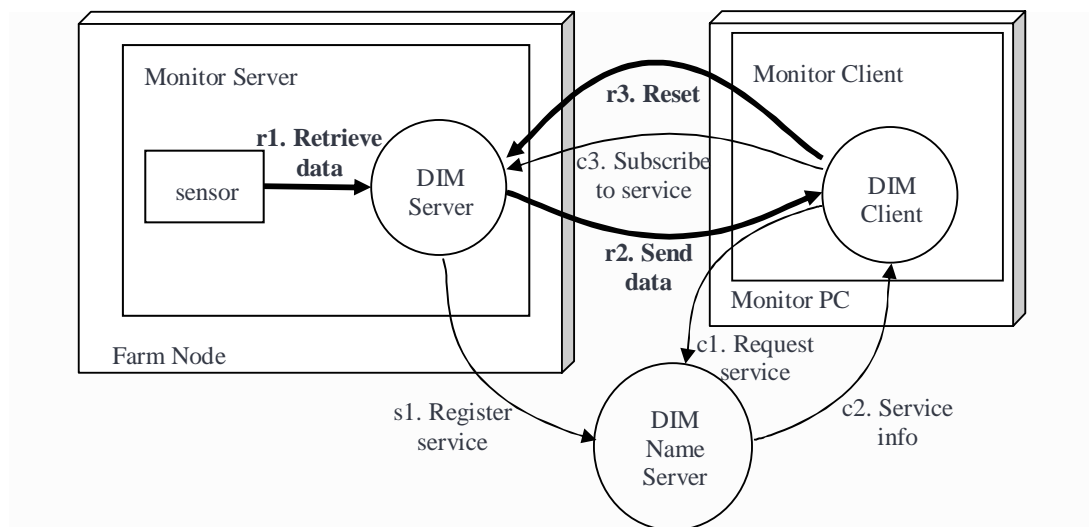 Monitor Server
r1. Retrieve
data
sensor
DIM
Server
Farm Node
r3. Reset
c3. Subscribe
to service
r2. Send
data
Monitor Client
DIM
Client
Monitor PC
s1. Register
service
c1. Request
service
c2. Service
info
DIM
Name
Server